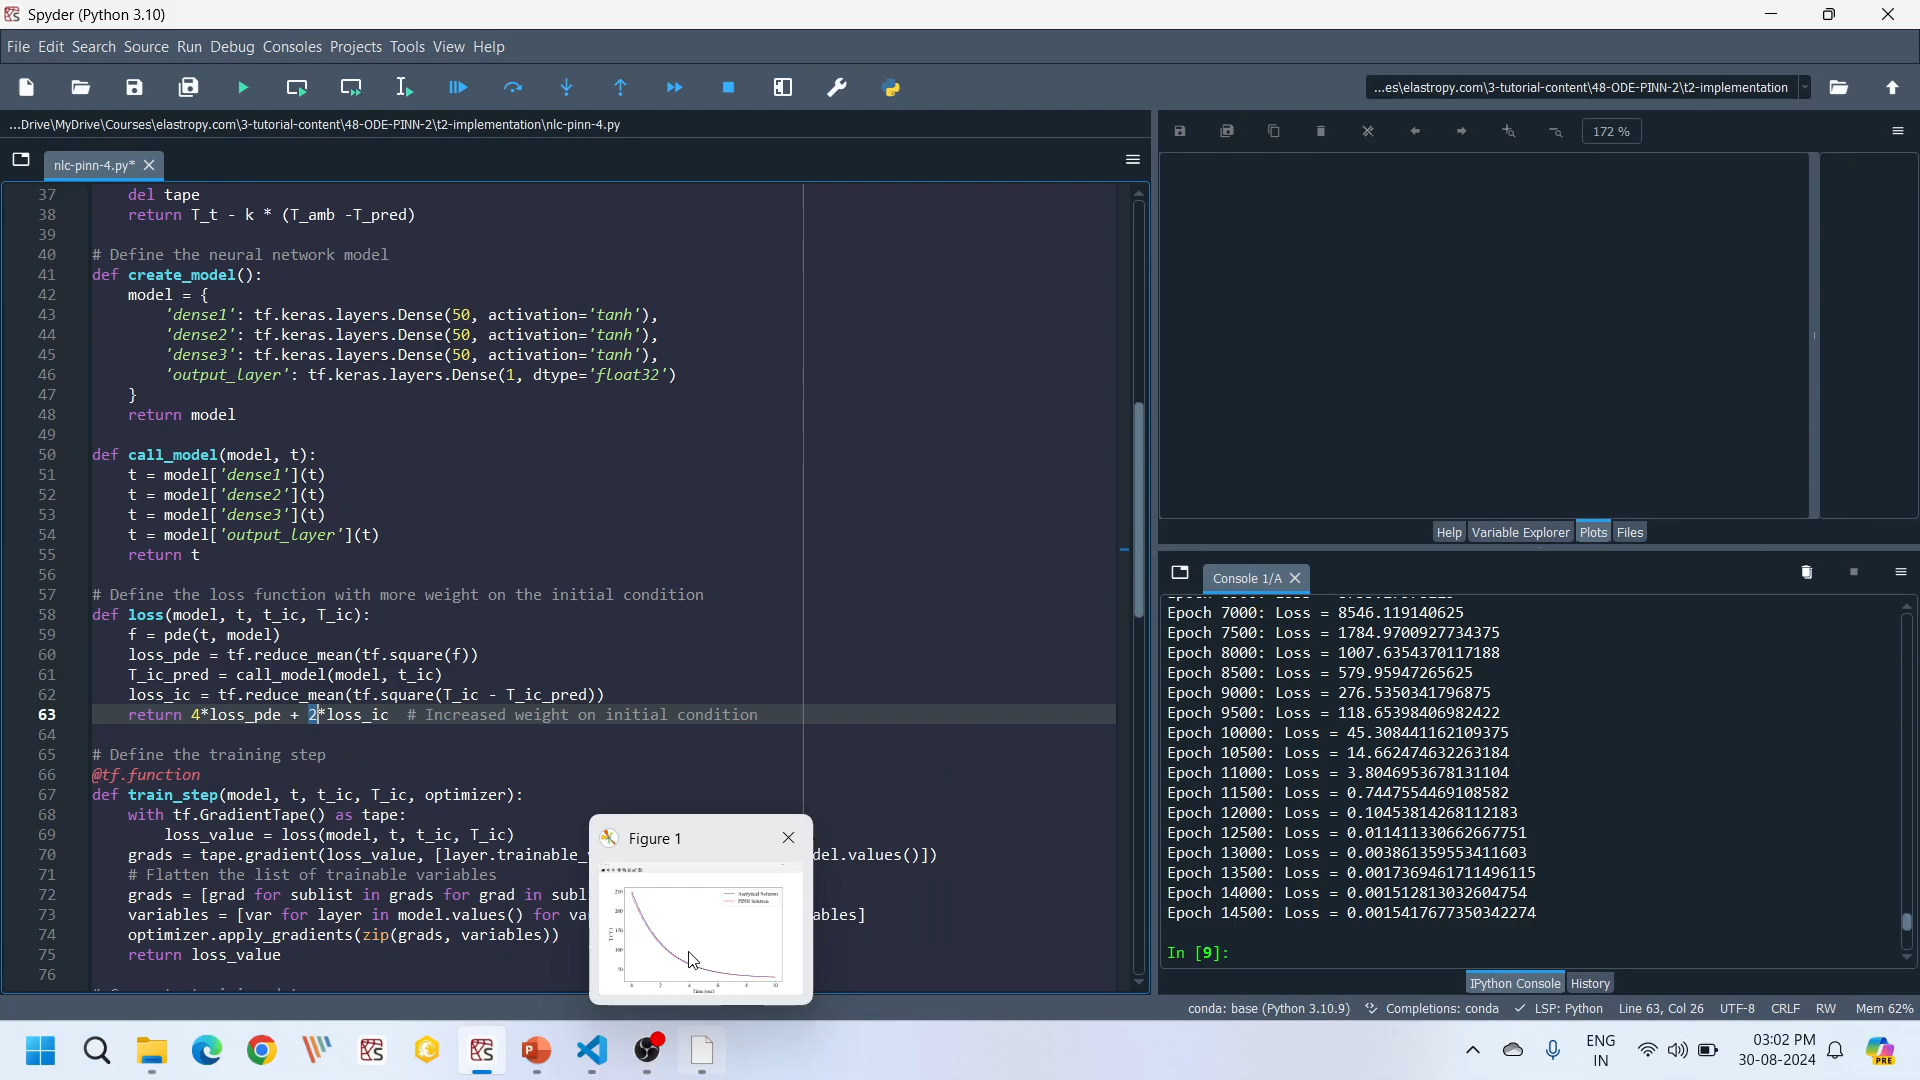 Spyder (Python 3.10)
File Edit Search Source Run Debug Consoles Projects Tools View Help
...es\elastropy.com\3-tutorial-content\48-ODE-PINN-2\t2-implementation
...Drive\MyDrive\Courses\elastropy.com\3-tutorial-content\48-ODE-PINN-2\t2-implementation\nlc-pinn-4.py
172 %
nlc-pinn-4.py*
37 del tape
38 return T_t - k * (T_amb -T_pred)
39
40 # Define the neural network model
41 def create_model():
42 model = {
43 'dense1': tf.keras.layers.Dense(50, activation='tanh'),
44 'dense2': tf.keras.layers.Dense(50, activation='tanh'),
45 'dense3': tf.keras.layers.Dense(50, activation='tanh'),
46 'output_layer': tf.keras.layers.Dense(1, dtype='float32')
47 }
48 return model
49
50 def call_model(model, t):
51 t = model['dense1'](t)
52 t = model['dense2'](t)
53 t = model['dense3'](t)
54 t = model['output_layer'](t)
55 return t
56
57 # Define the loss function with more weight on the initial condition
58 def loss(model, t, t_ic, T_ic):
59 f = pde(t, model)
60 loss_pde = tf.reduce_mean(tf.square(f))
61 T_ic_pred = call_model(model, t_ic)
62 loss_ic = tf.reduce_mean(tf.square(T_ic - T_ic_pred))
63 return 4*loss_pde + 2*loss_ic # Increased weight on initial condition
64
65 # Define the training step
66 @tf.function
67 def train_step(model, t, t_ic, T_ic, optimizer):
68 with tf.GradientTape() as tape:
69 loss_value = loss(model, t, t_ic, T_ic)
70 grads = tape.gradient(loss_value, [layer.trainable_ del.values()])
71 # Flatten the list of trainable variables
72 grads = [grad for sublist in grads for grad in subl
73 variables = [var for layer in model.values() for va ables]
74 optimizer.apply_gradients(zip(grads, variables))
75 return loss_value
76
Figure 1
Analytical Solution
PINN Solution
250
200
150
100
50
0 2 4 6 8 10
Time (sec)
Help Variable Explorer Plots Files
Console 1/A
Epoch 7000: Loss = 8546.119140625
Epoch 7500: Loss = 1784.9700927734375
Epoch 8000: Loss = 1007.6354370117188
Epoch 8500: Loss = 579.95947265625
Epoch 9000: Loss = 276.5350341796875
Epoch 9500: Loss = 118.65398406982422
Epoch 10000: Loss = 45.308441162109375
Epoch 10500: Loss = 14.662474632263184
Epoch 11000: Loss = 3.8046953678131104
Epoch 11500: Loss = 0.7447554469108582
Epoch 12000: Loss = 0.10453814268112183
Epoch 12500: Loss = 0.011411330662667751
Epoch 13000: Loss = 0.003861359553411603
Epoch 13500: Loss = 0.0017369461711496115
Epoch 14000: Loss = 0.001512813032604754
Epoch 14500: Loss = 0.0015417677350342274
In [9]:
IPython Console History
conda: base (Python 3.10.9) Completions: conda LSP: Python Line 63, Col 26 UTF-8 CRLF RW Mem 62%
ENG
IN
03:02 PM
30-08-2024
PRE